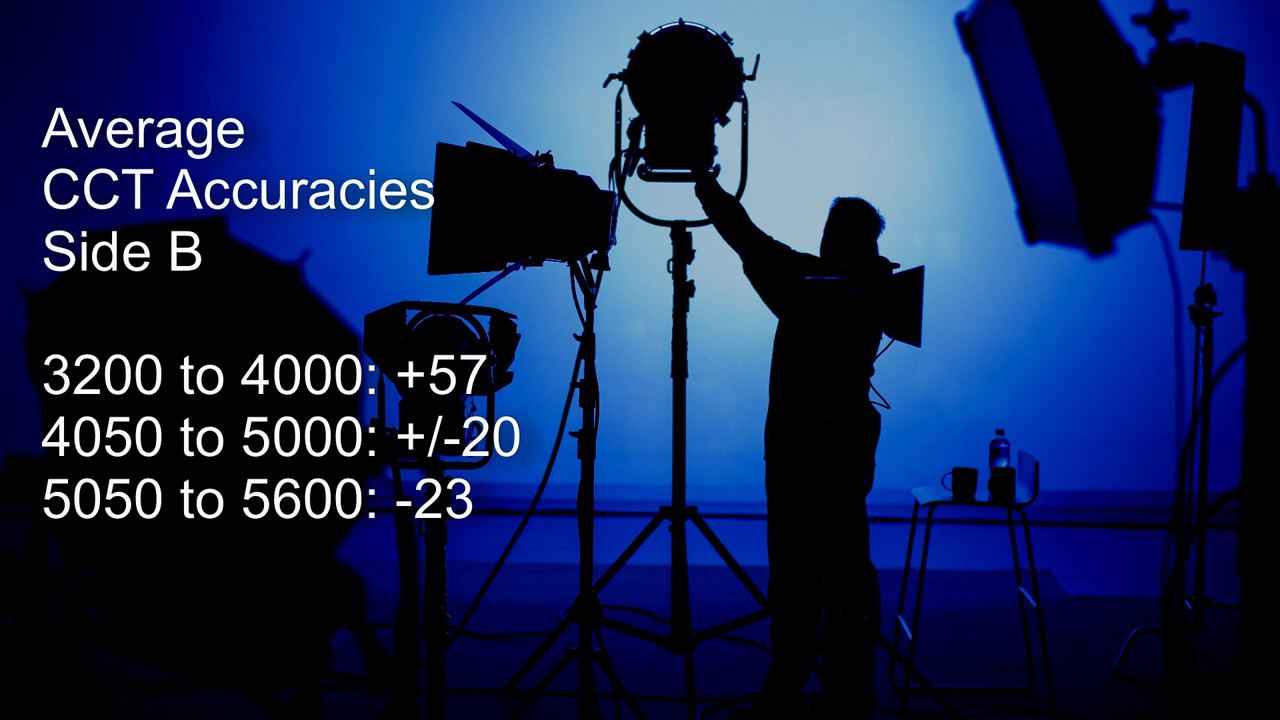 Average
CCT Accuracies
Side B
3200 to 4000: +57
4050 to 5000: +/-20
5050 to 5600: -23